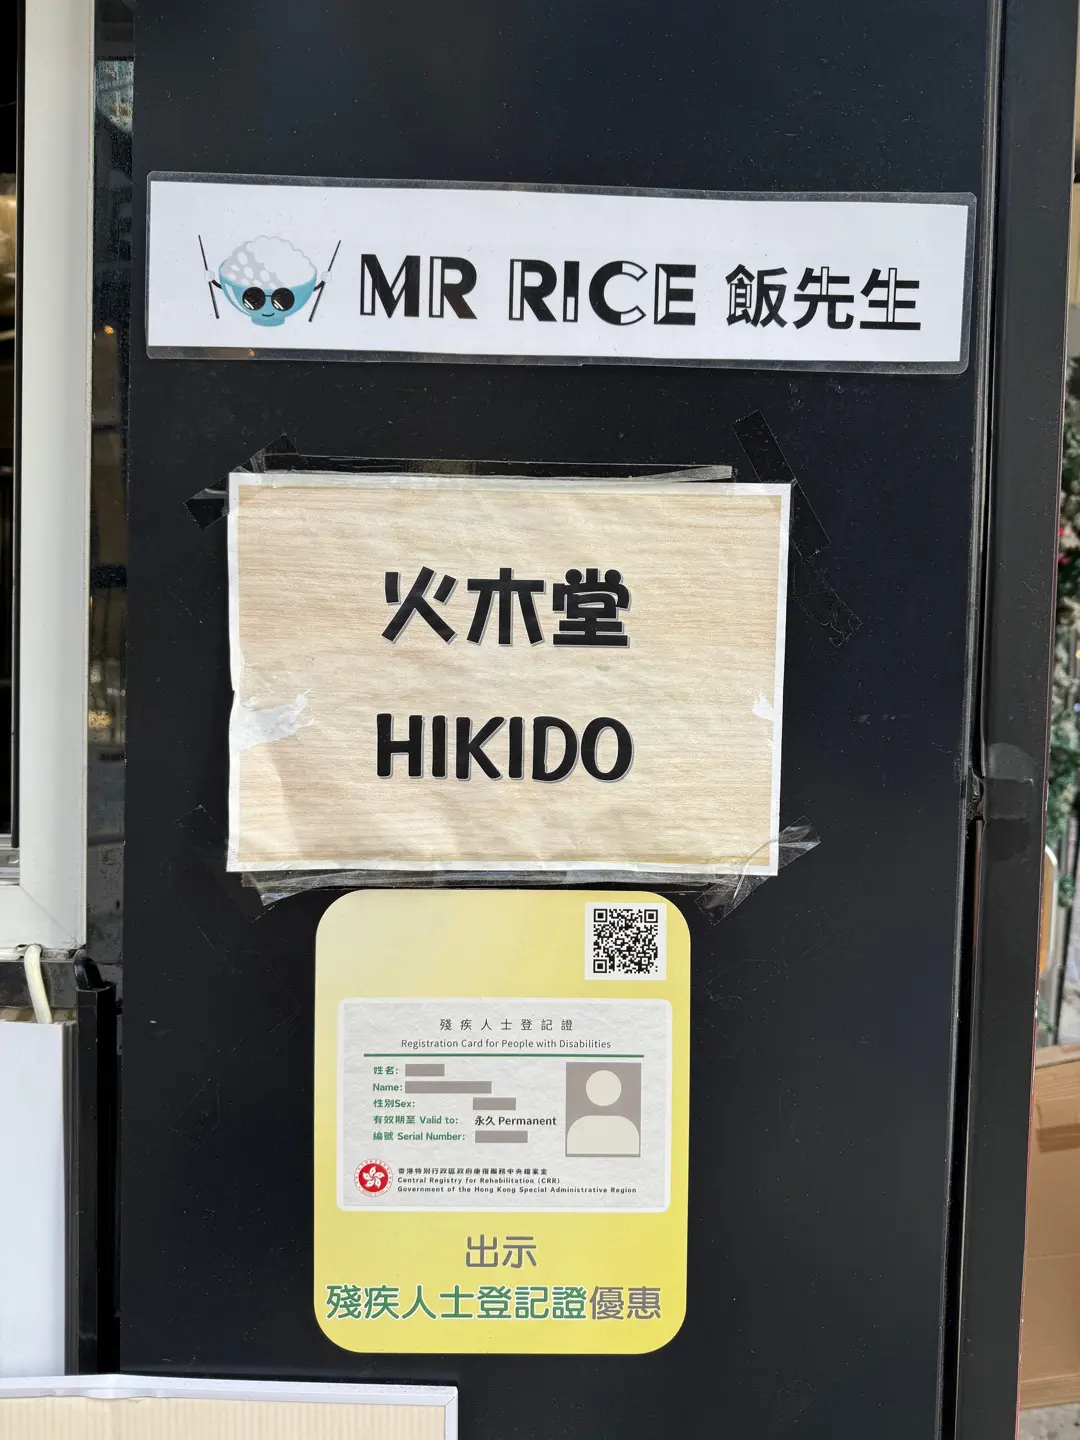 MR RICE 飯先生
火木堂
HIKIDO
殘疾人士登記證
Registration Card for People with Disabilities
姓名:
Name:
性別Sex:
有效期至 Valid to: 永久 Permanent
編號 Serial Number:
香港特別行政區政府康復服務中央檔案室
Central Registry for Rehabilitation (CRR)
Government of the Hong Kong Special Administrative Region
出示
殘疾人士登記證優惠